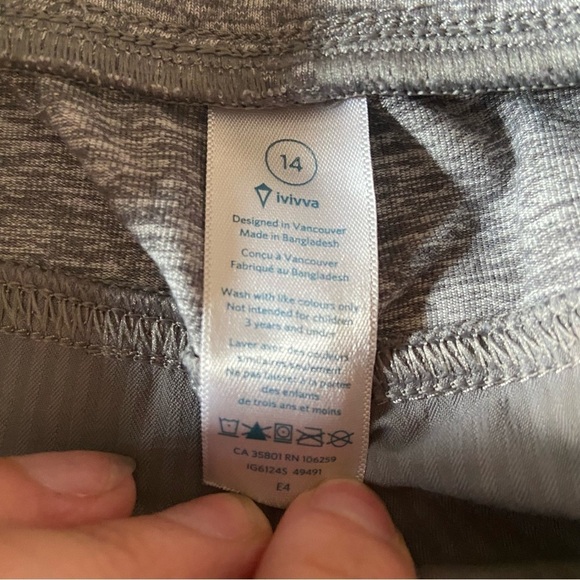 14
ivivva
Designed in Vancouver
Made in Bangladesh
Conçu à Vancouver
Fabriqué au Bangladesh
Wash with like colours only
Not intended for children
3 years and under
Laver avec des couleurs
similaires seulement
Ne pas laisser à la portée
des enfants
de trois ans et moins
CA 35801 RN 106259
IG6124S 49491
E4